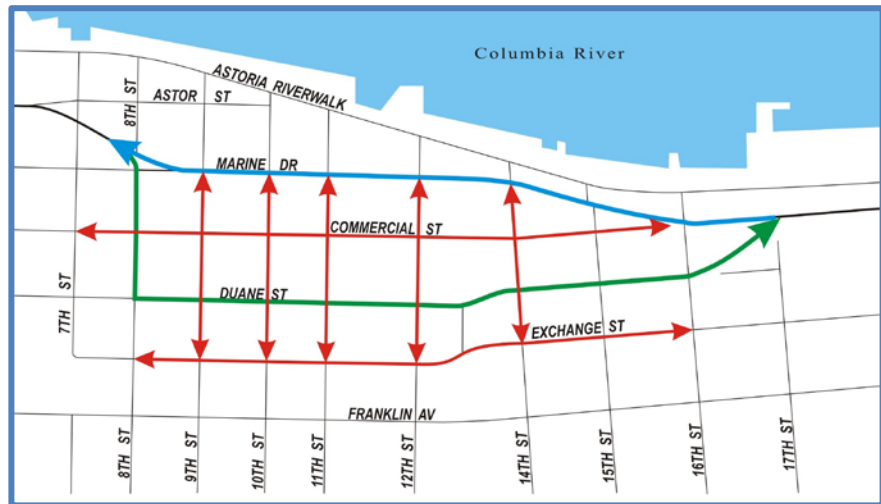 Columbia River
ASTORIA RIVERWALK
8TH ST
ASTOR ST
MARINE DR
COMMERCIAL ST
7TH ST
DUANE ST
EXCHANGE ST
FRANKLIN AV
8TH ST
9TH ST
10TH ST
11TH ST
12TH ST
14TH ST
15TH ST
16TH ST
17TH ST